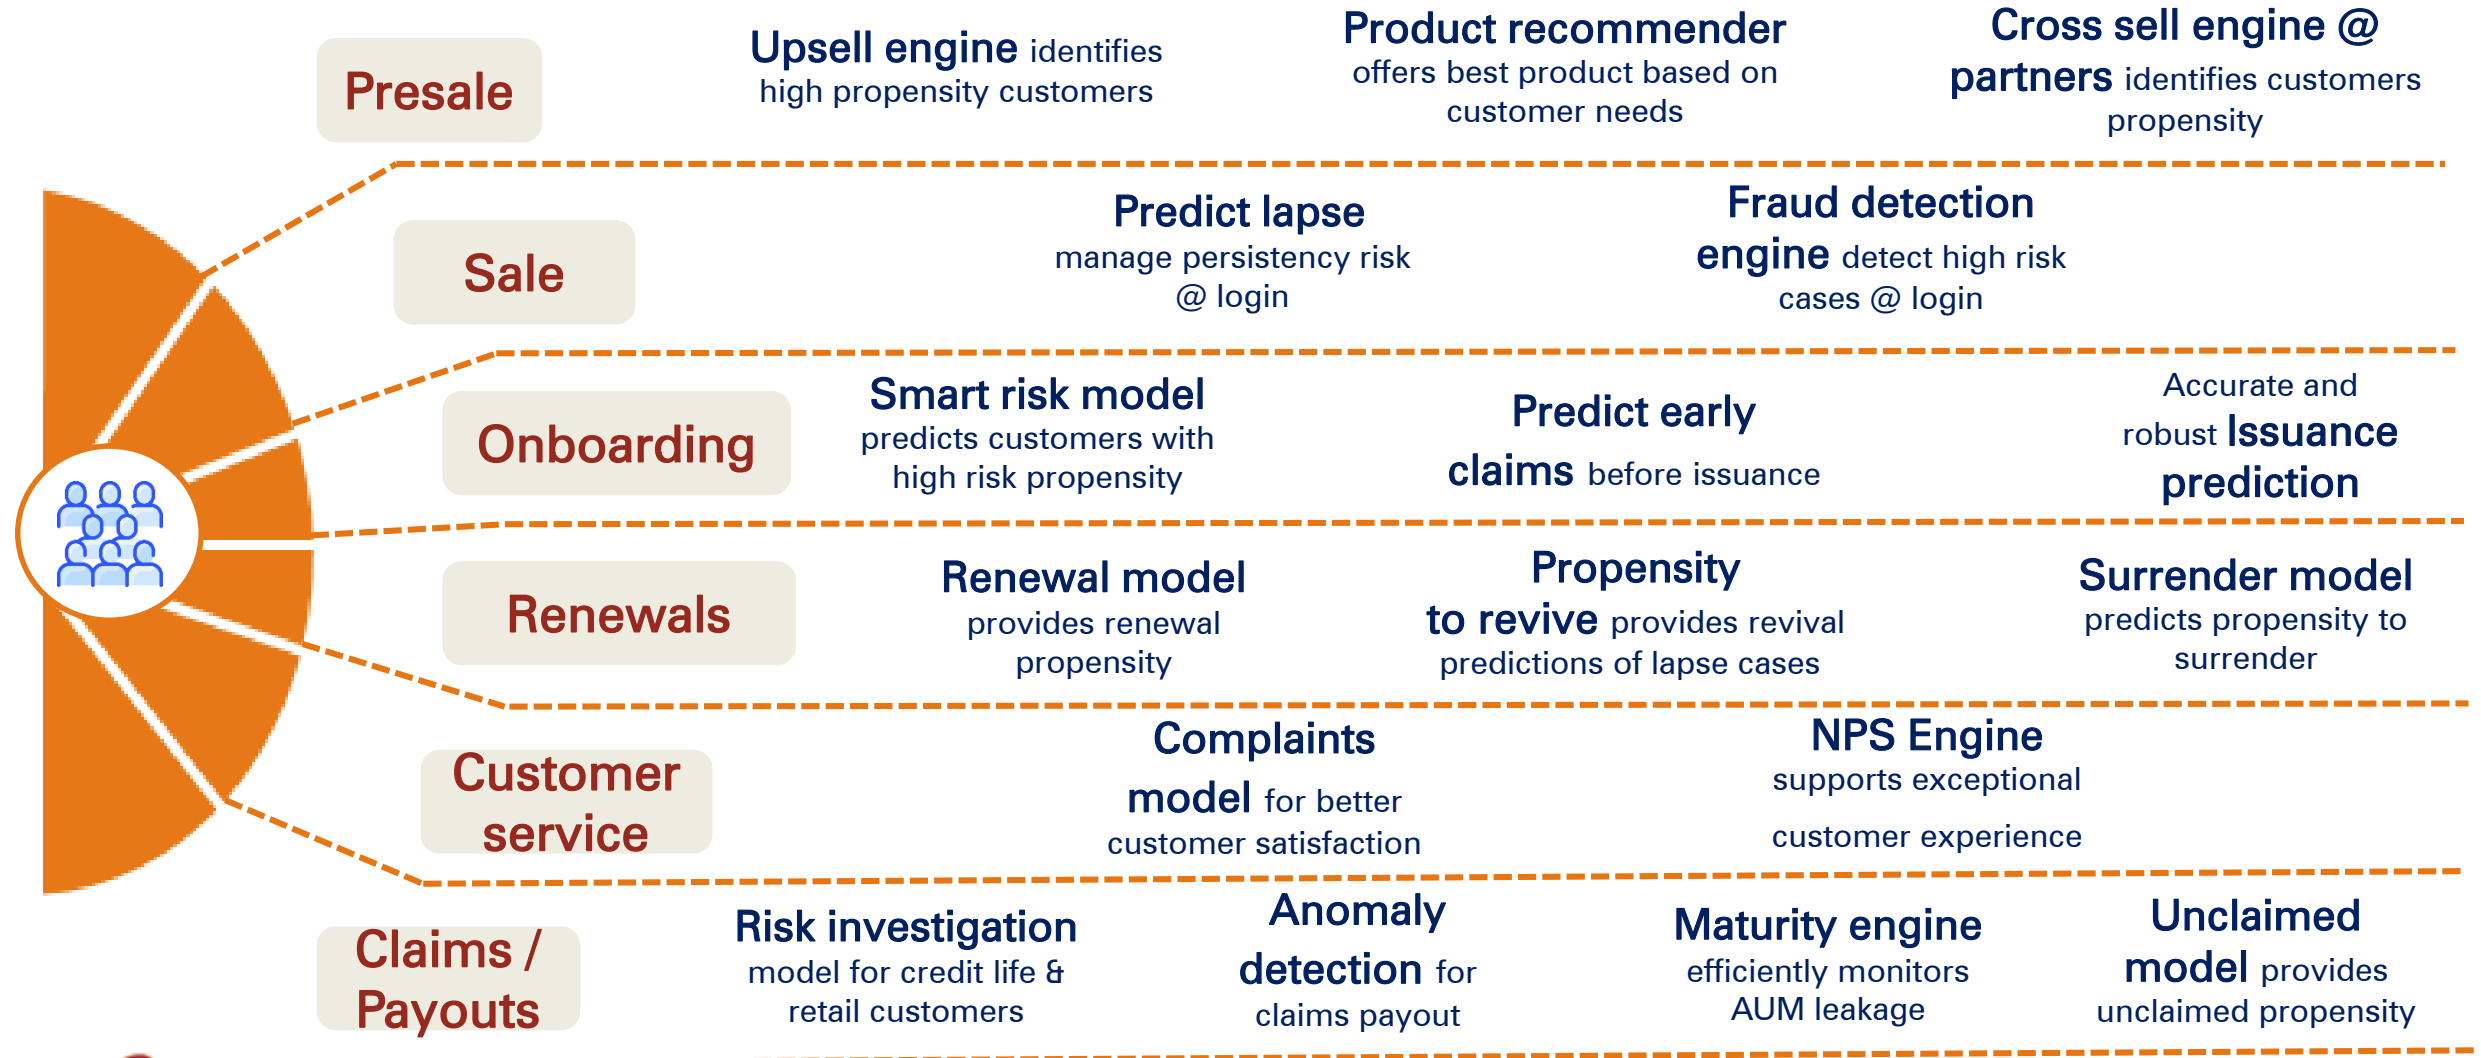 Presale
Upsell engine identifies
high propensity customers
Product recommender
offers best product based on
customer needs
Cross sell engine @
partners identifies customers
propensity
Sale
Predict lapse
manage persistency risk
@ login
Fraud detection
engine detect high risk
cases @ login
Onboarding
Smart risk model
predicts customers with
high risk propensity
Predict early
claims before issuance
Accurate and
robust Issuance
prediction
Renewals
Renewal model
provides renewal
propensity
Propensity
to revive provides revival
predictions of lapse cases
Surrender model
predicts propensity to
surrender
Customer
service
Complaints
model for better
customer satisfaction
NPS Engine
supports exceptional
customer experience
Claims /
Payouts
Risk investigation
model for credit life &
retail customers
Anomaly
detection for
claims payout
Maturity engine
efficiently monitors
AUM leakage
Unclaimed
model provides
unclaimed propensity